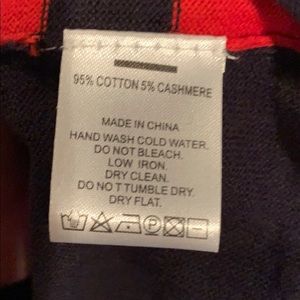 95% COTTON 5% CASHMERE
MADE IN CHINA
HAND WASH COLD WATER.
DO NOT BLEACH.
LOW IRON.
DRY CLEAN.
DO NOT TUMBLE DRY.
DRY FLAT.